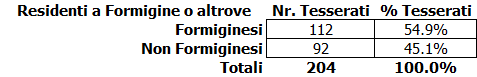 Residenti a Formigine o altrove Nr. Tesserati % Tesserati
Formiginesi 112 54.9%
Non Formiginesi 92 45.1%
Totali 204 100.0%